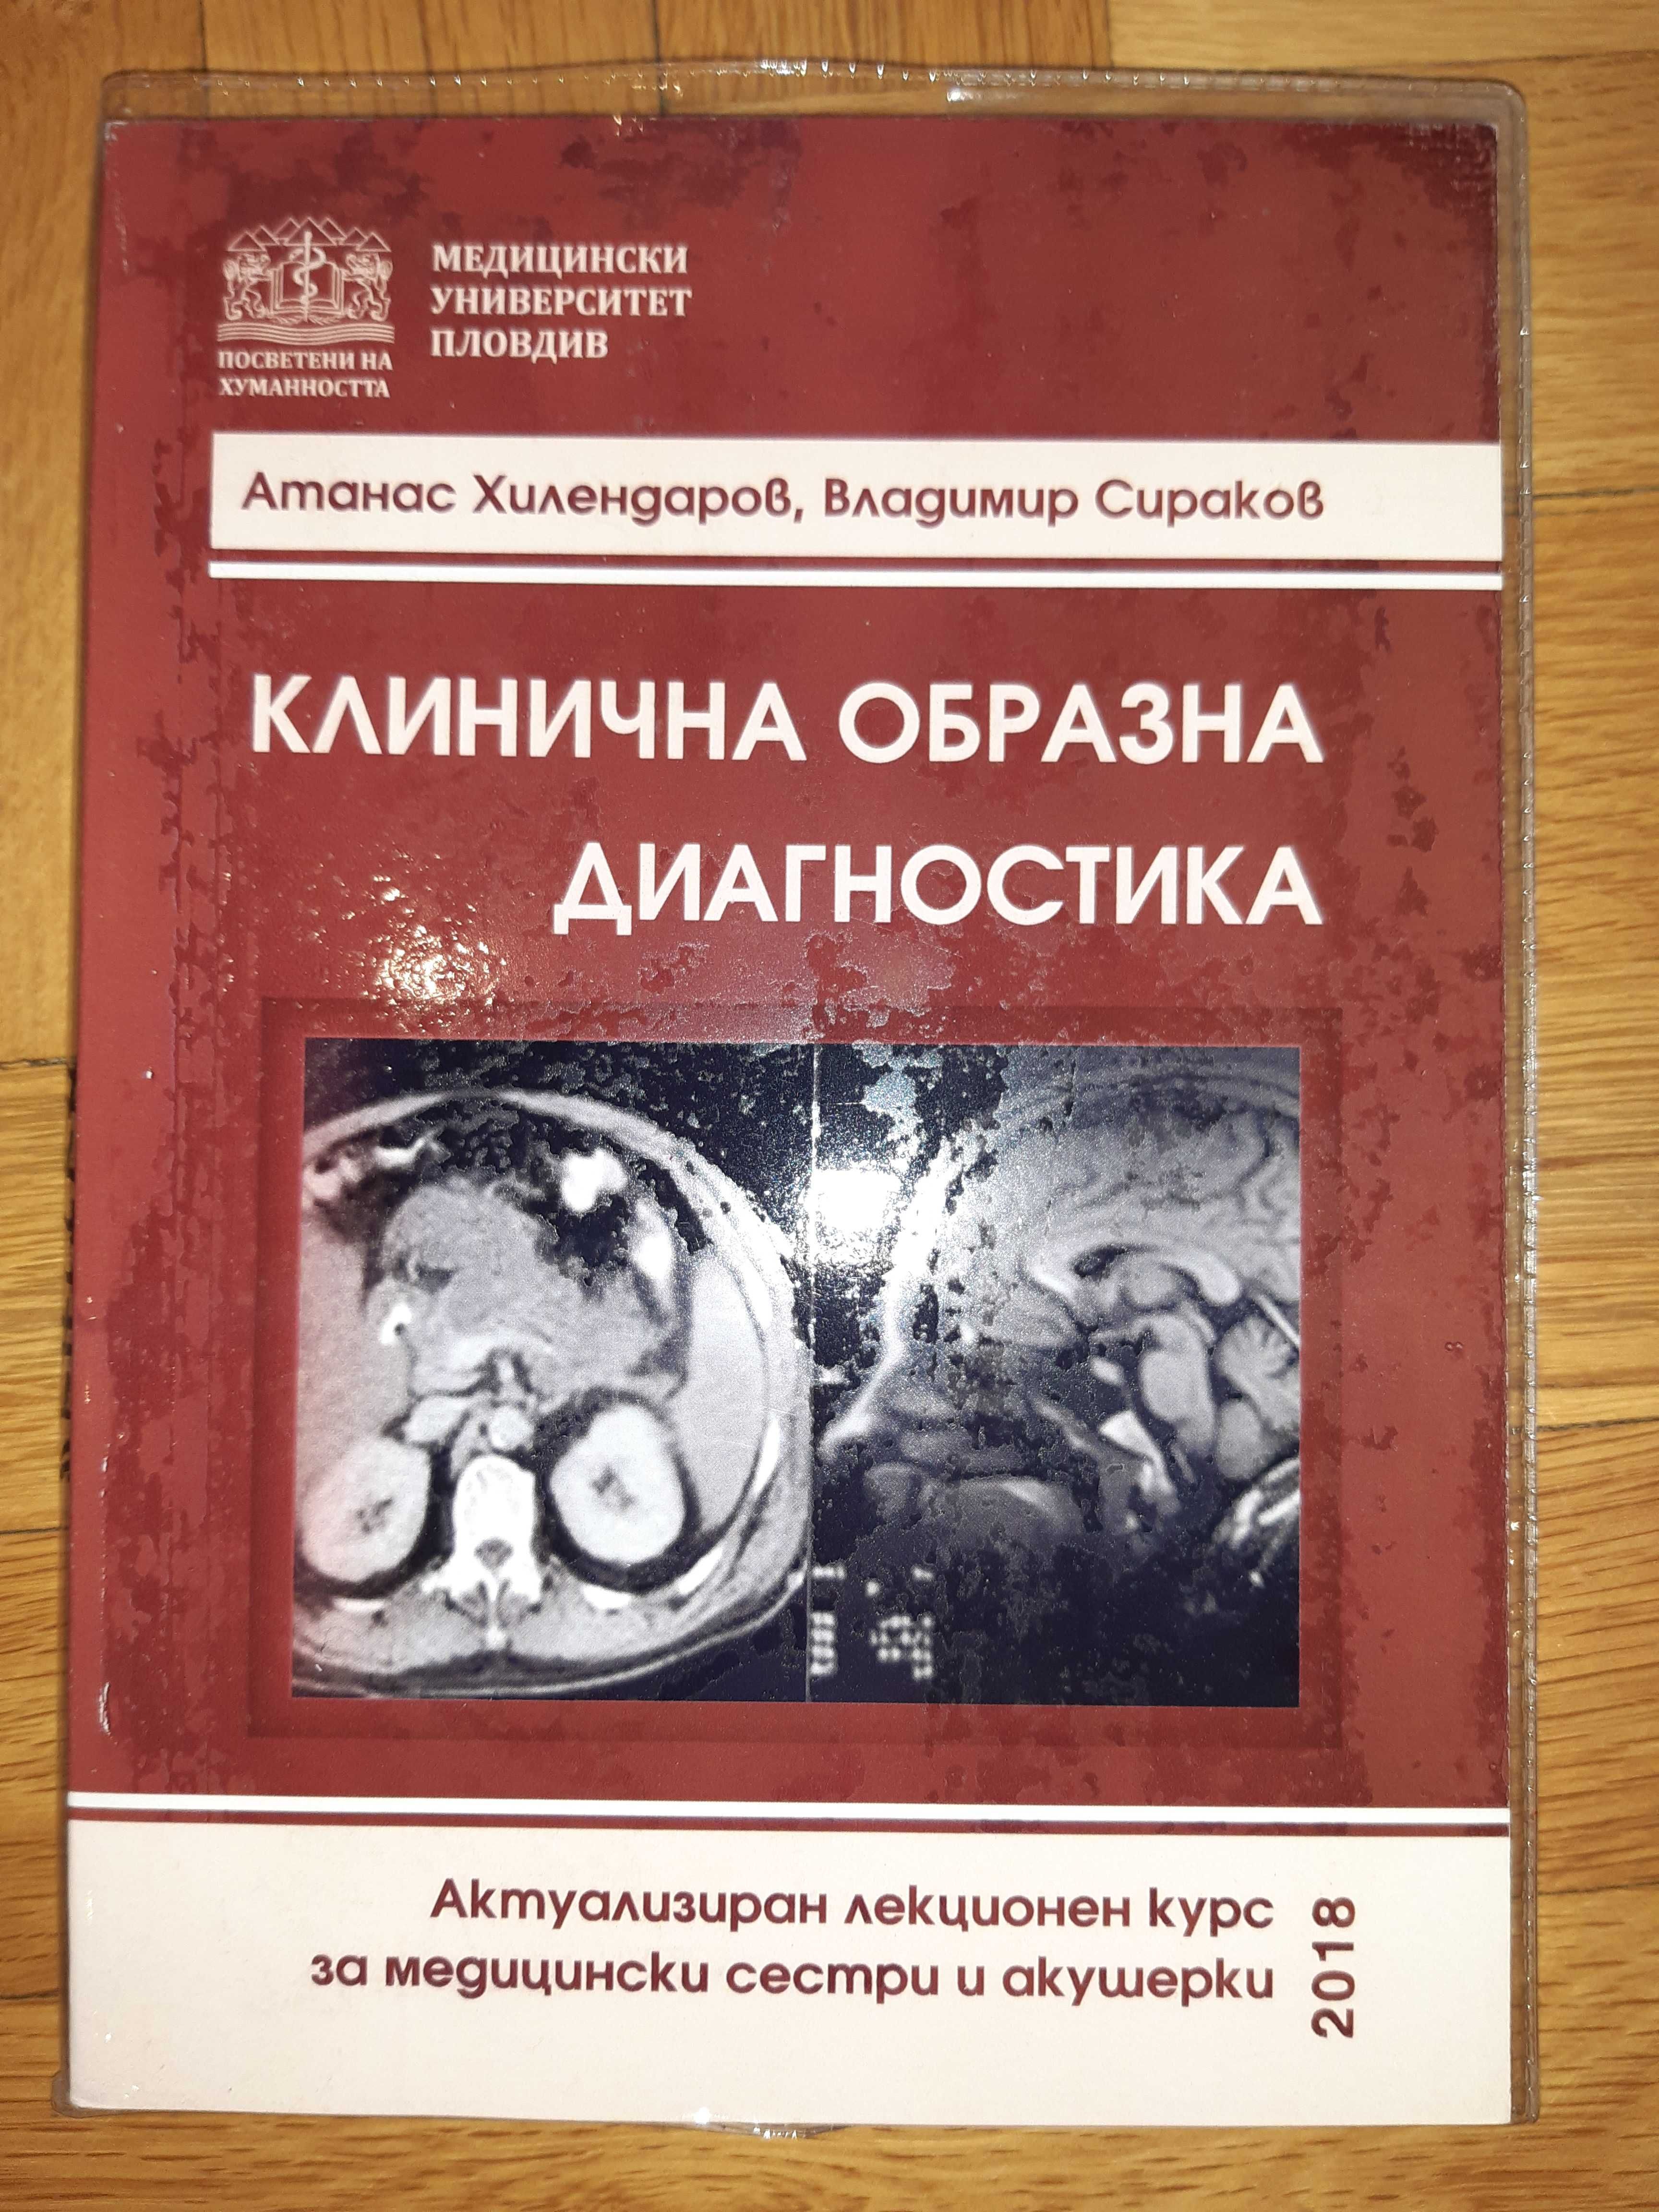 МЕДИЦИНСКИ
УНИВЕРСИТЕТ
ПЛОВДИВ
ПОСВЕТЕНИ НА
ХУМАННОСТТА
Атанас Хилендаров, Владимир Сираков
КЛИНИЧНА ОБРАЗНА
ДИАГНОСТИКА
Актуализиран лекционен курс
за медицински сестри и акушерки
2018